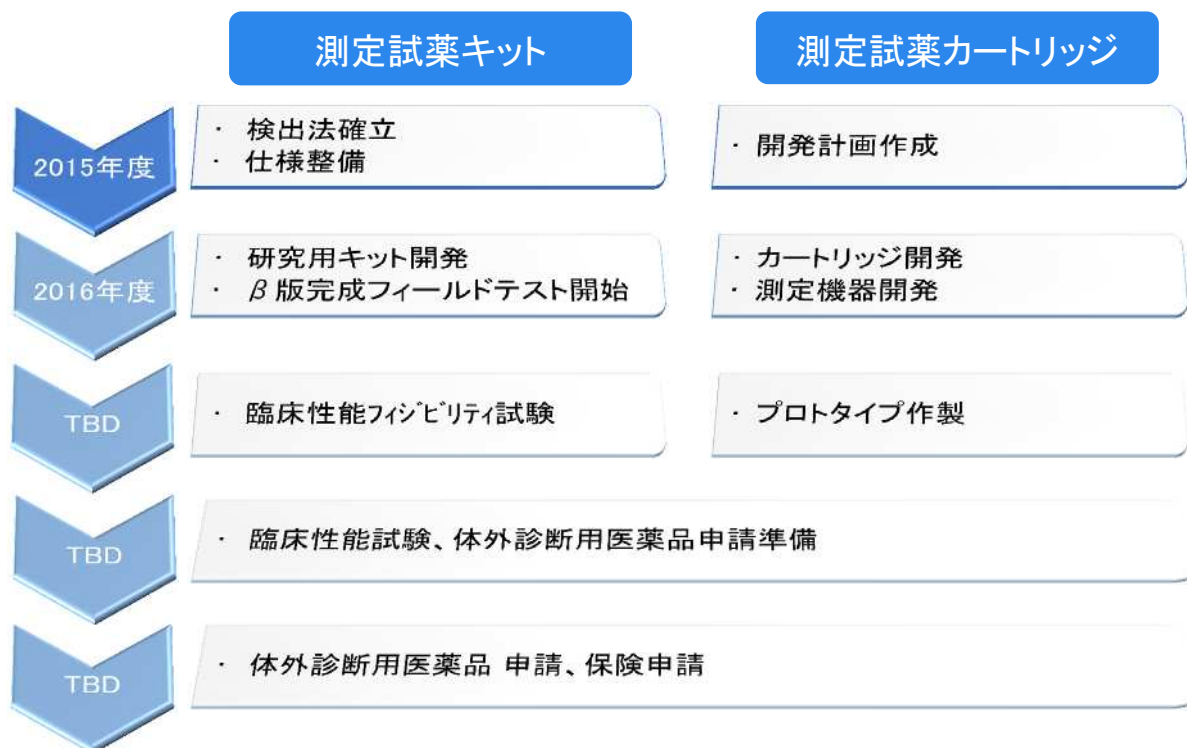 測定試薬キット
測定試薬カートリッジ
2015年度
・ 検出法確立
・ 仕様整備
・ 開発計画作成
2016年度
・ 研究用キット開発
・ β版完成フィールドテスト開始
・ カートリッジ開発
・ 測定機器開発
TBD
・ 臨床性能ﾌｨｼﾞﾋﾞﾘﾃｨ試験
・ プロトタイプ作製
TBD
・ 臨床性能試験、体外診断用医薬品申請準備
TBD
・ 体外診断用医薬品 申請、保険申請